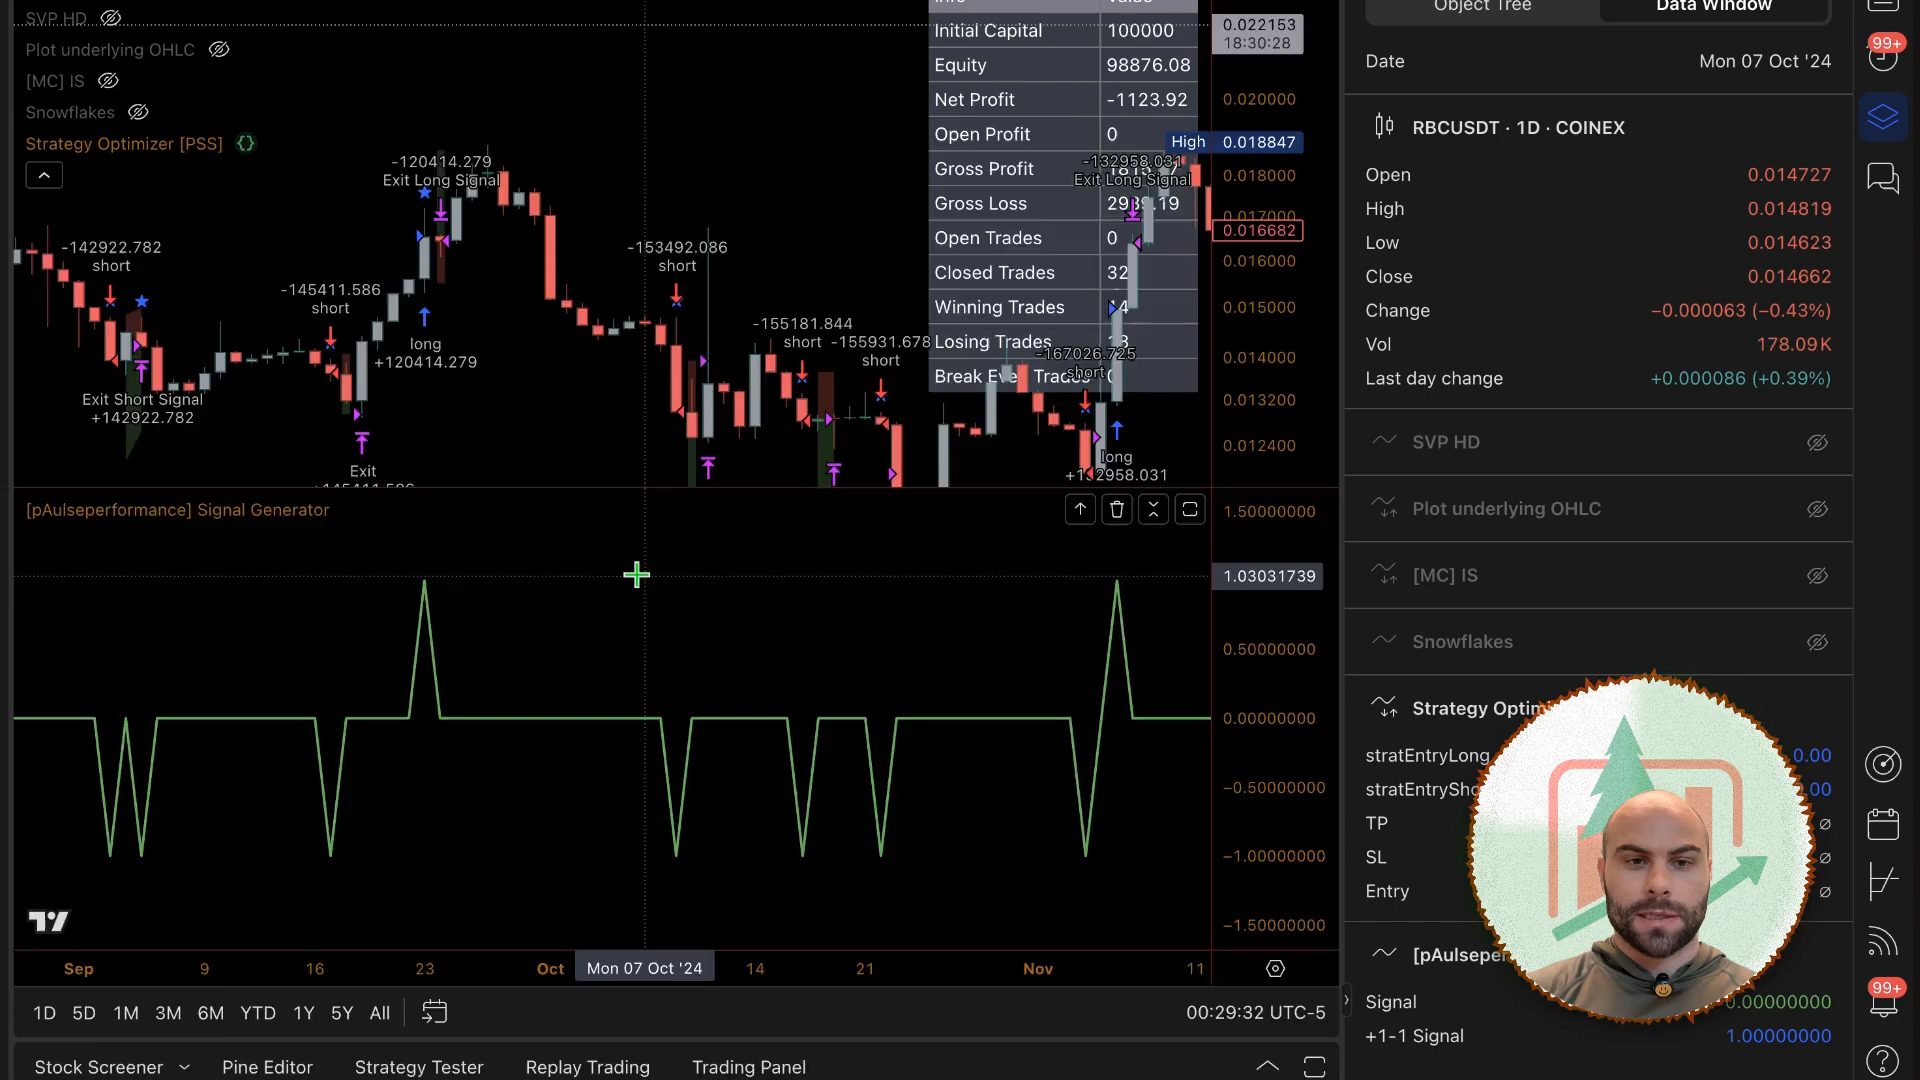 SVP HD
Plot underlying OHLC
[MC] IS
Snowflakes
Strategy Optimizer [PSS] {}
Initial Capital 100000
Equity 98876.08
Net Profit -1123.92
Open Profit 0
Gross Profit
Gross Loss
Open Trades 0
Closed Trades 32
Winning Trades 14
Losing Trades
0.022153
18:30:28
0.020000
High 0.018847
0.018000
0.017000
0.016682
0.016000
0.015000
0.014000
0.013200
0.012400
-142922.782
short
Exit Short Signal
+142922.782
-145411.586
short
Exit
-120414.279
Exit Long Signal
long
+120414.279
-153492.086
short
-155181.844
short
-155931.678
short
-132958.031
Exit Long Signal
-167026.725
short
long
+132958.031
[pAulseperformance] Signal Generator
1.50000000
1.03031739
0.50000000
0.00000000
−0.50000000
−1.00000000
−1.50000000
Sep 9 16 23 Oct Mon 07 Oct '24 14 21 Nov 11
1D 5D 1M 3M 6M YTD 1Y 5Y All
00:29:32 UTC-5
Stock Screener Pine Editor Strategy Tester Replay Trading Trading Panel
Object Tree Data Window
Date Mon 07 Oct '24
RBCUSDT · 1D · COINEX
Open 0.014727
High 0.014819
Low 0.014623
Close 0.014662
Change −0.000063 (−0.43%)
Vol 178.09K
Last day change +0.000086 (+0.39%)
SVP HD
Plot underlying OHLC
[MC] IS
Snowflakes
Strategy Optim
stratEntryLong 0.00
stratEntrySho .00
TP ∅
SL ∅
Entry ∅
[pAulseper
Signal 0.00000000
+1-1 Signal 1.00000000
99+
99+